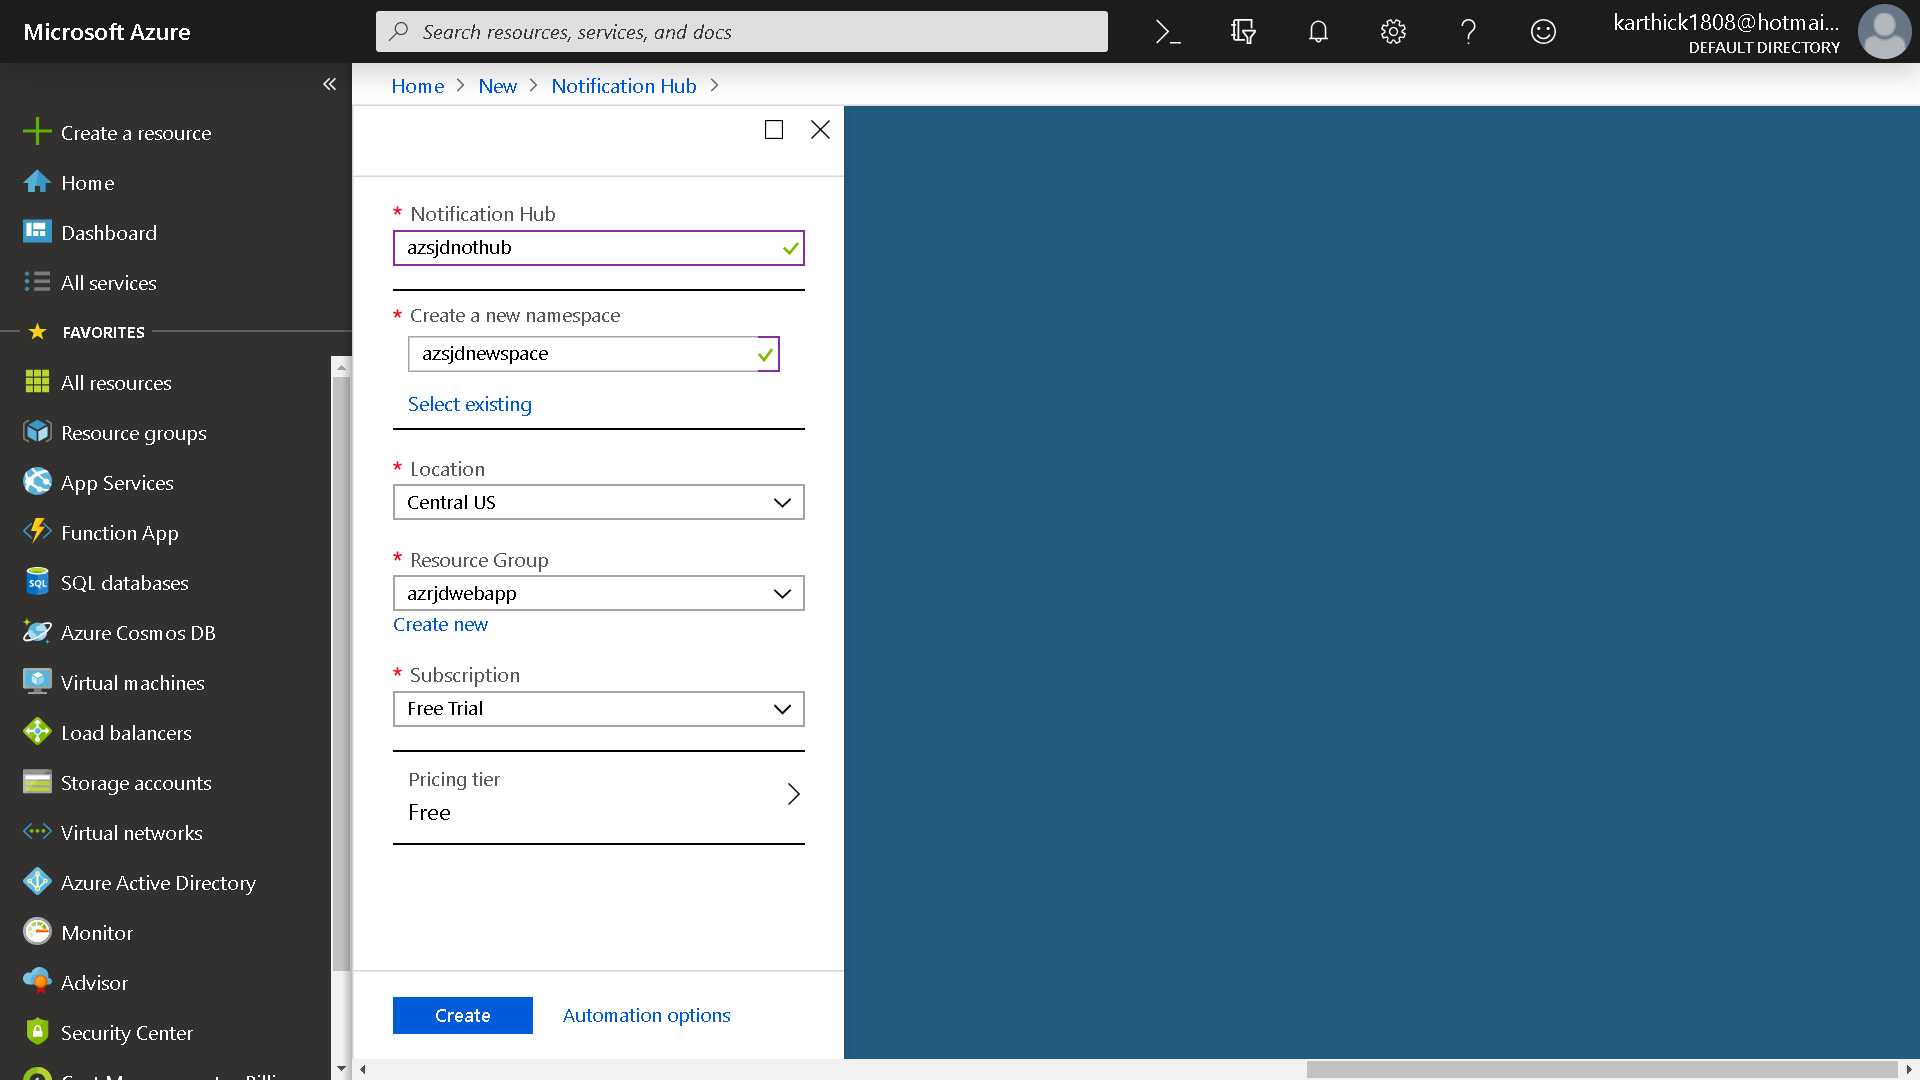 Microsoft Azure
Search resources, services, and docs
karthick1808@hotmai...
DEFAULT DIRECTORY
Home
New
Notification Hub
Create a resource
Home
Dashboard
All services
FAVORITES
All resources
Resource groups
App Services
Function App
SQL databases
SQL
Azure Cosmos DB
Virtual machines
Load balancers
Storage accounts
Virtual networks
Azure Active Directory
Monitor
Advisor
Security Center
* Notification Hub
azsjdnothub
* Create a new namespace
azsjdnewspace
Select existing
* Location
Central US
* Resource Group
azrjdwebapp
Create new
* Subscription
Free Trial
Pricing tier
Free
Create
Automation options